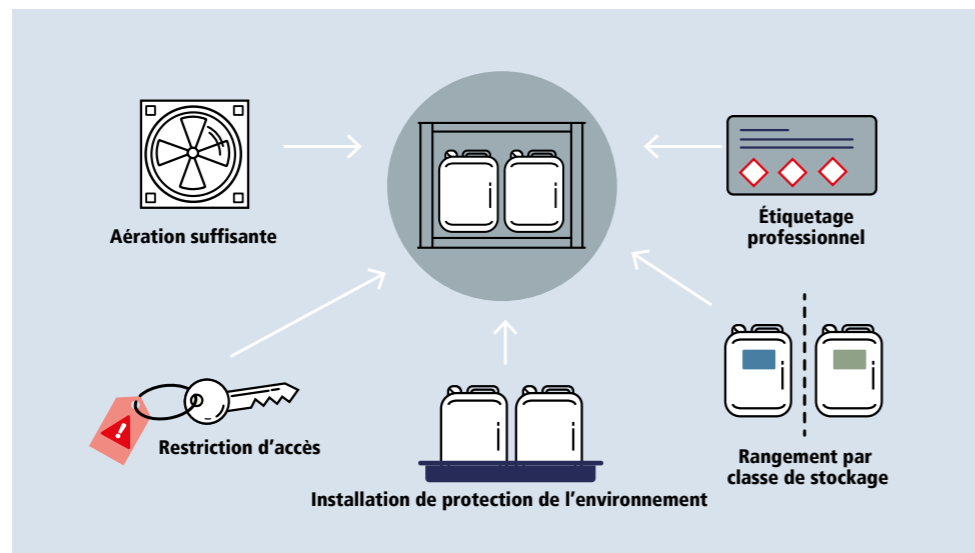 Aération suffisante
Étiquetage
professionnel
Restriction d’accès
Installation de protection de l’environnement
Rangement par
classe de stockage